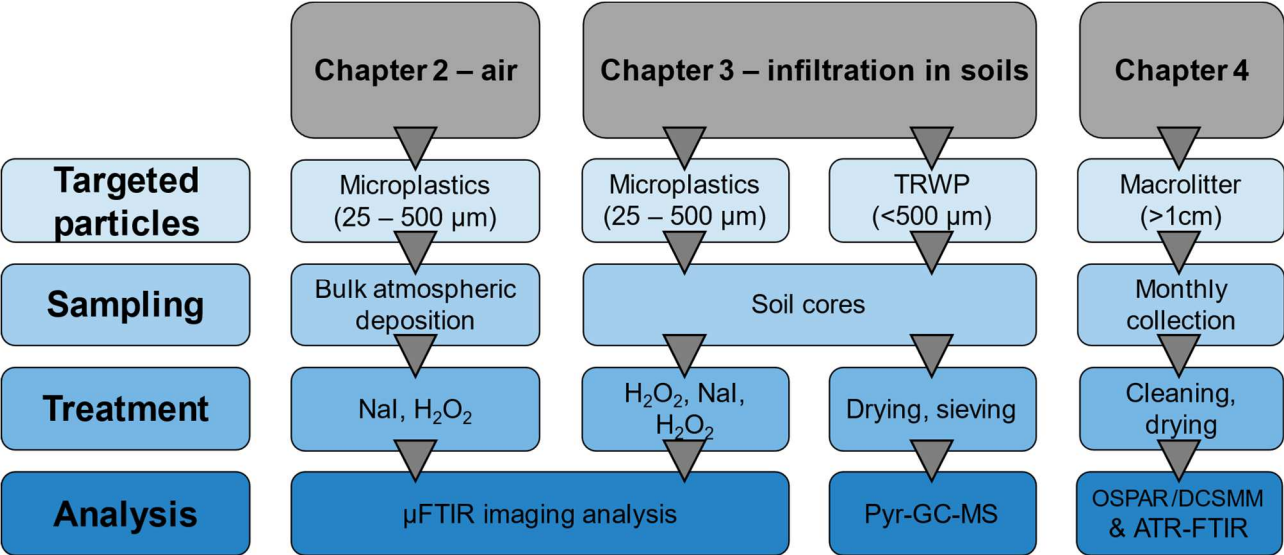 Chapter 2 – air
Chapter 3 – infiltration in soils
Chapter 4
Targeted
particles
Microplastics
(25 – 500 µm)
Microplastics
(25 – 500 µm)
TRWP
(<500 µm)
Macrolitter
(>1cm)
Sampling
Bulk atmospheric
deposition
Soil cores
Monthly
collection
Treatment
NaI, H₂O₂
H₂O₂, NaI,
H₂O₂
Drying, sieving
Cleaning,
drying
Analysis
µFTIR imaging analysis
Pyr-GC-MS
OSPAR/DCSMM
& ATR-FTIR